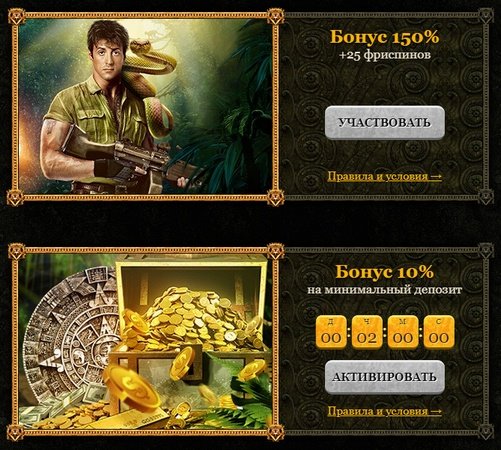 Бонус 150%
+25 фриспинов
УЧАСТВОВАТЬ
Правила и условия →
Бонус 10%
на минимальный депозит
Д Ч М С
00 : 02 : 00 : 00
АКТИВИРОВАТЬ
Правила и условия →